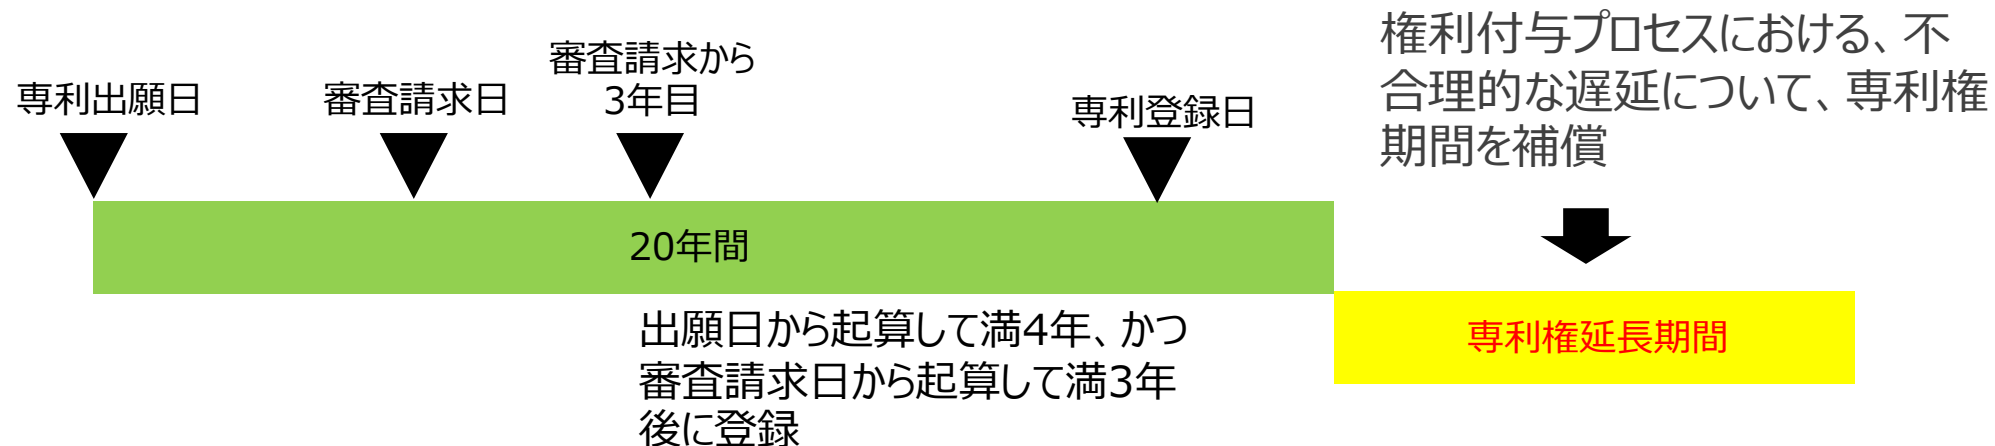 専利出願日
審査請求日
審査請求から
3年目
専利登録日
権利付与プロセスにおける、不
合理的な遅延について、専利権
期間を補償
20年間
出願日から起算して満4年、かつ
審査請求日から起算して満3年
後に登録
専利権延長期間